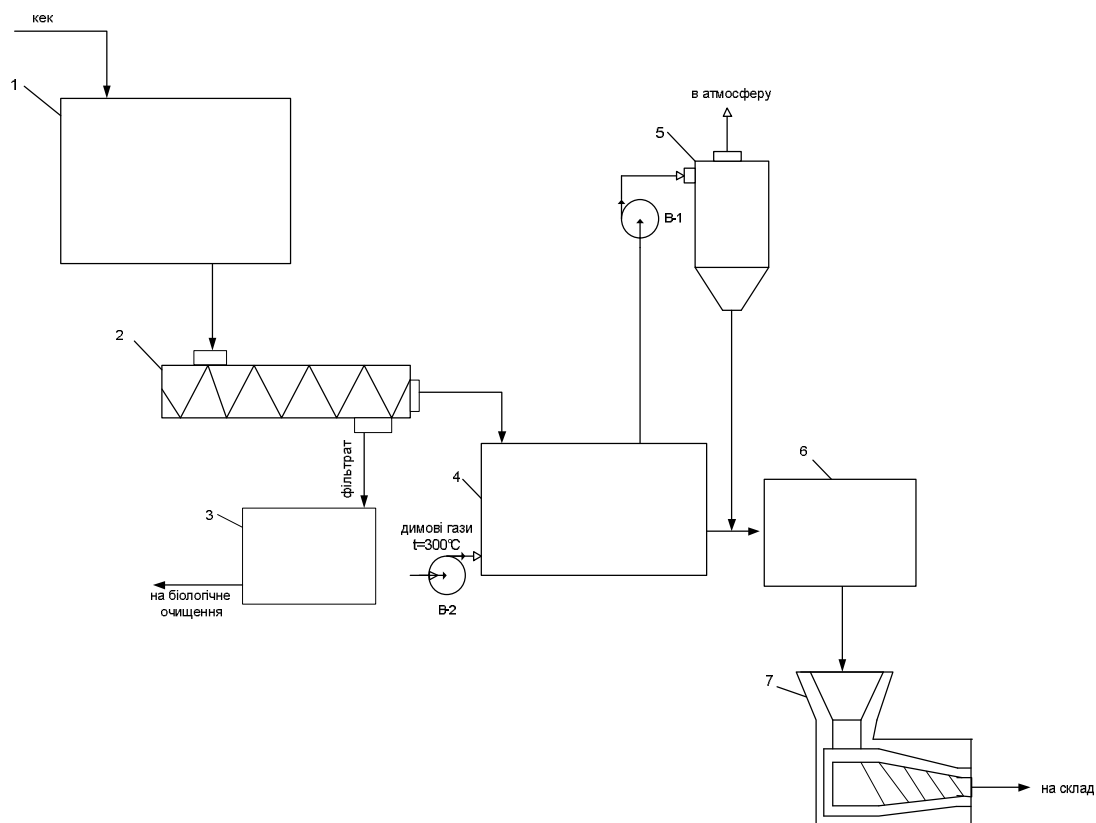 кек
1
в атмосферу
5
В-1
2
фільтрат
6
4
3
димові гази
t=300°С
на біологічне
очищення
В-2
7
на склад